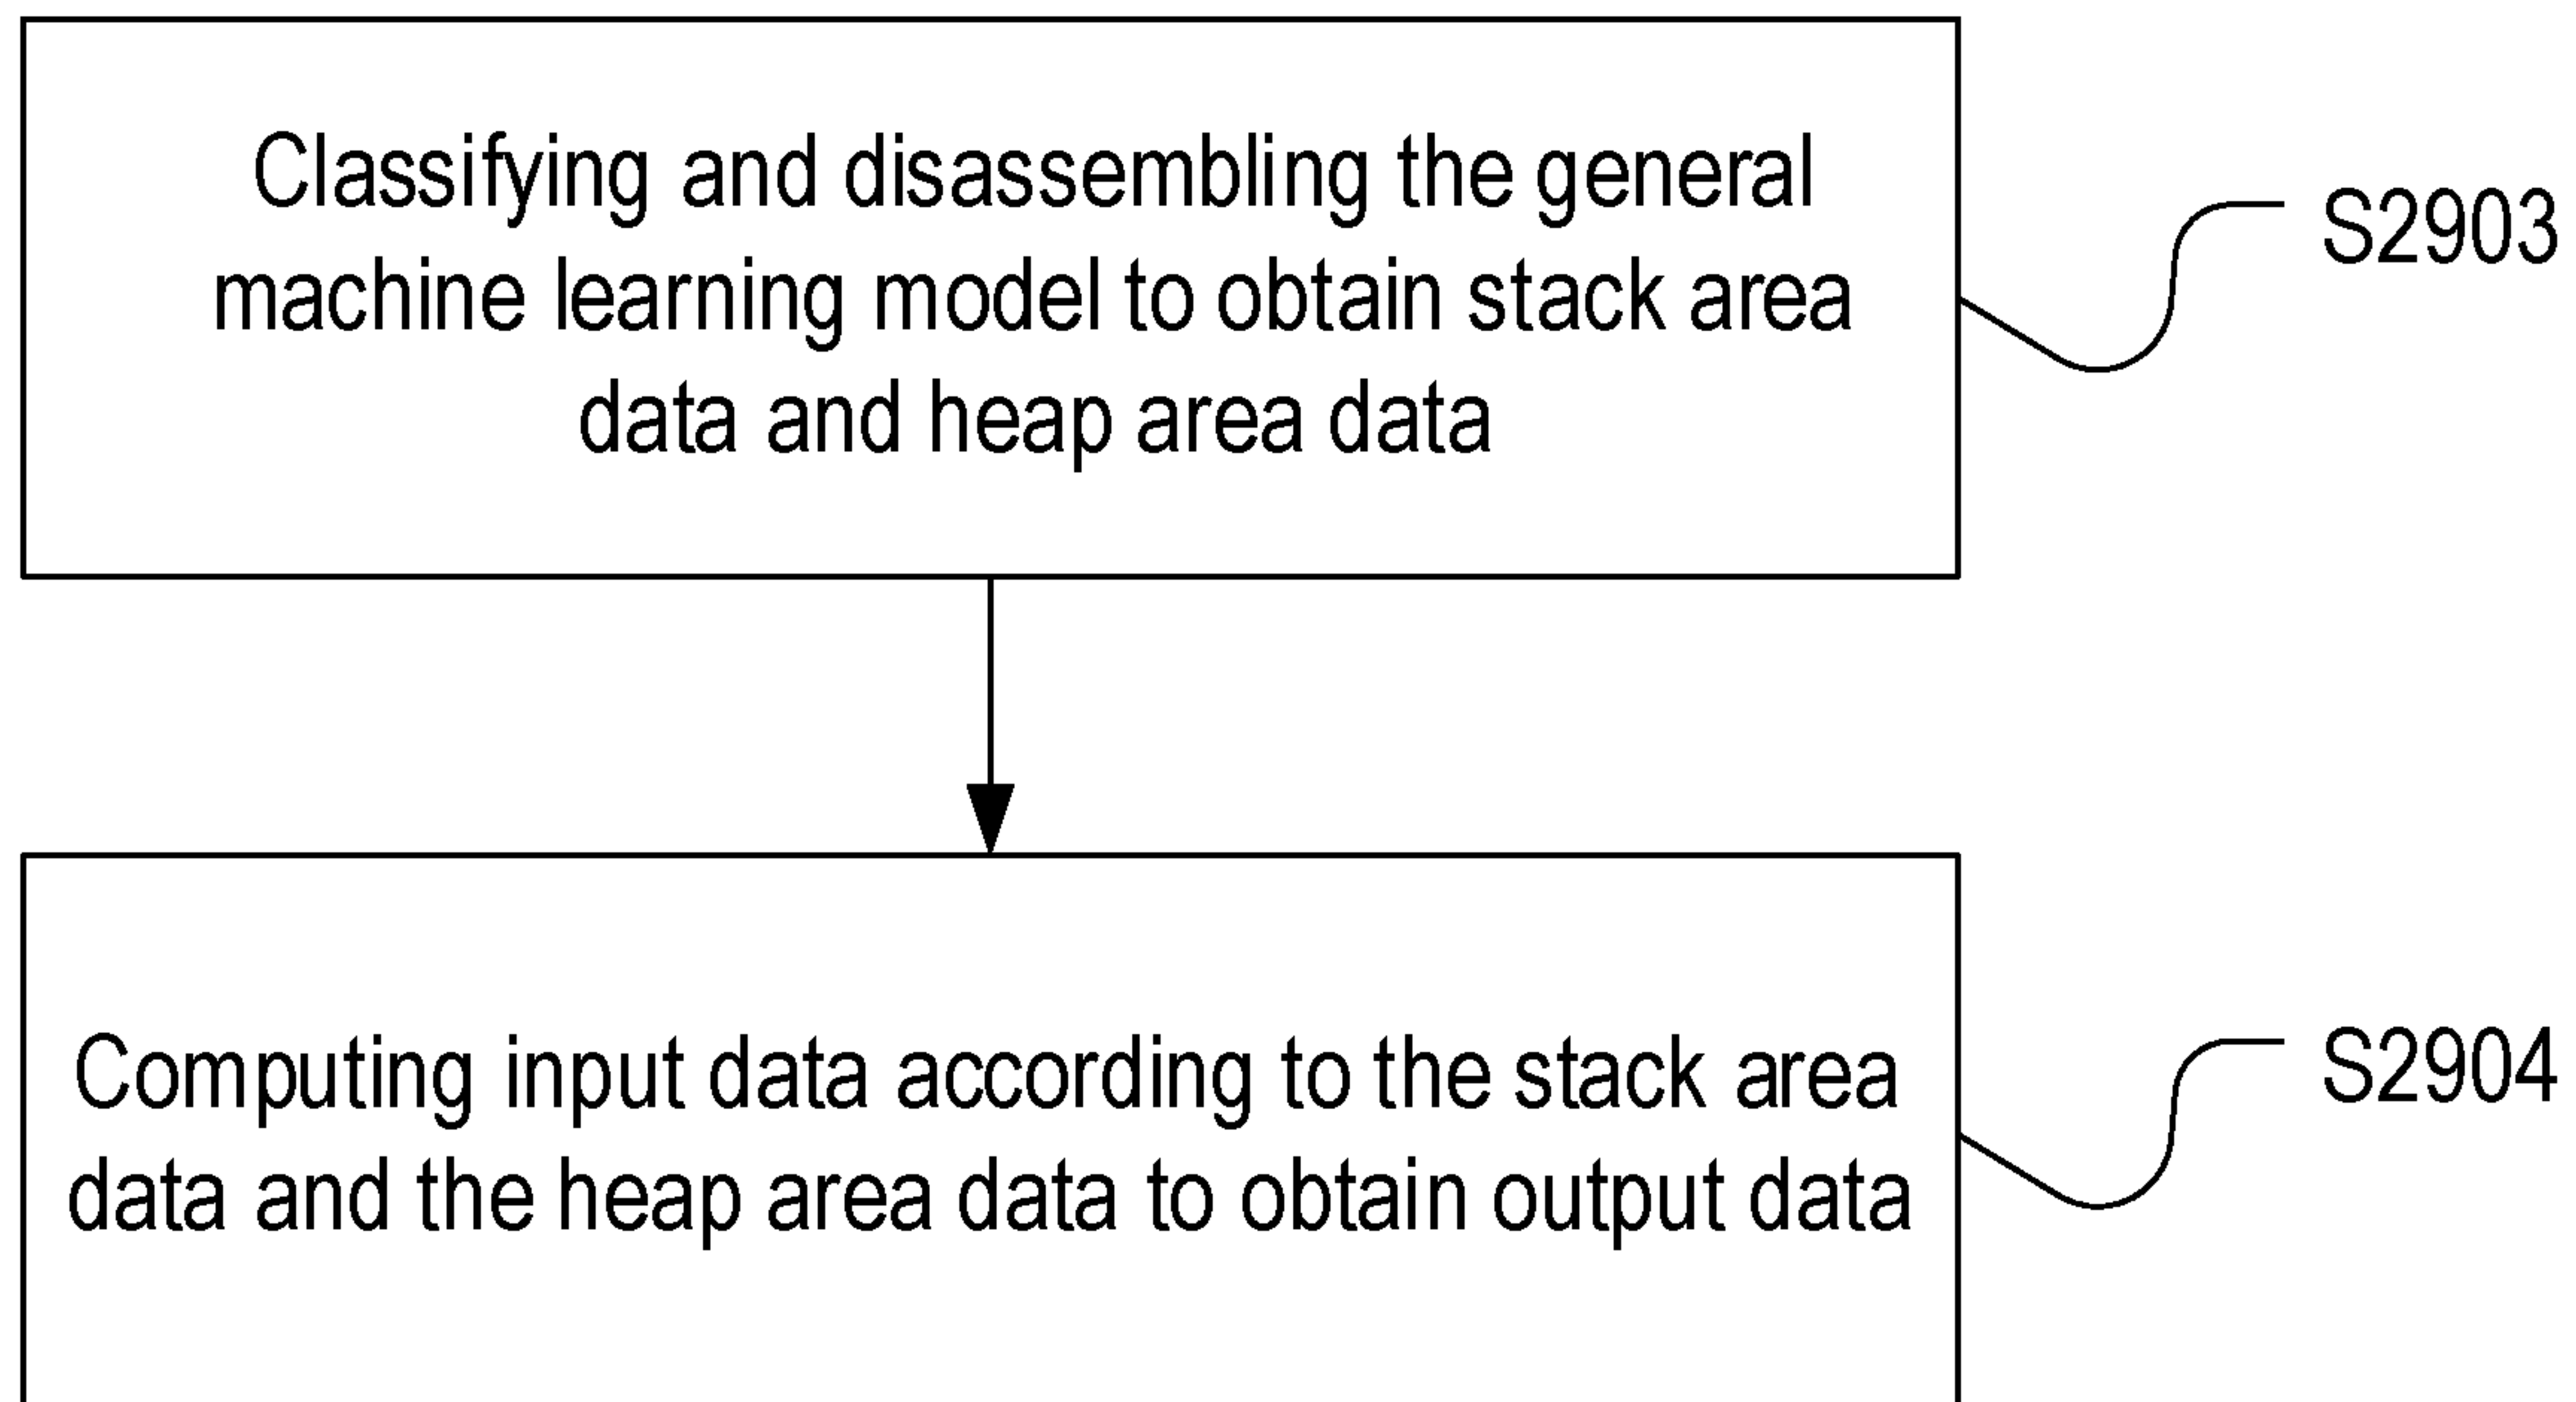 Classifying and disassembling the general
machine learning model to obtain stack area
data and heap area data
S2903
Computing input data according to the stack area
data and the heap area data to obtain output data
S2904